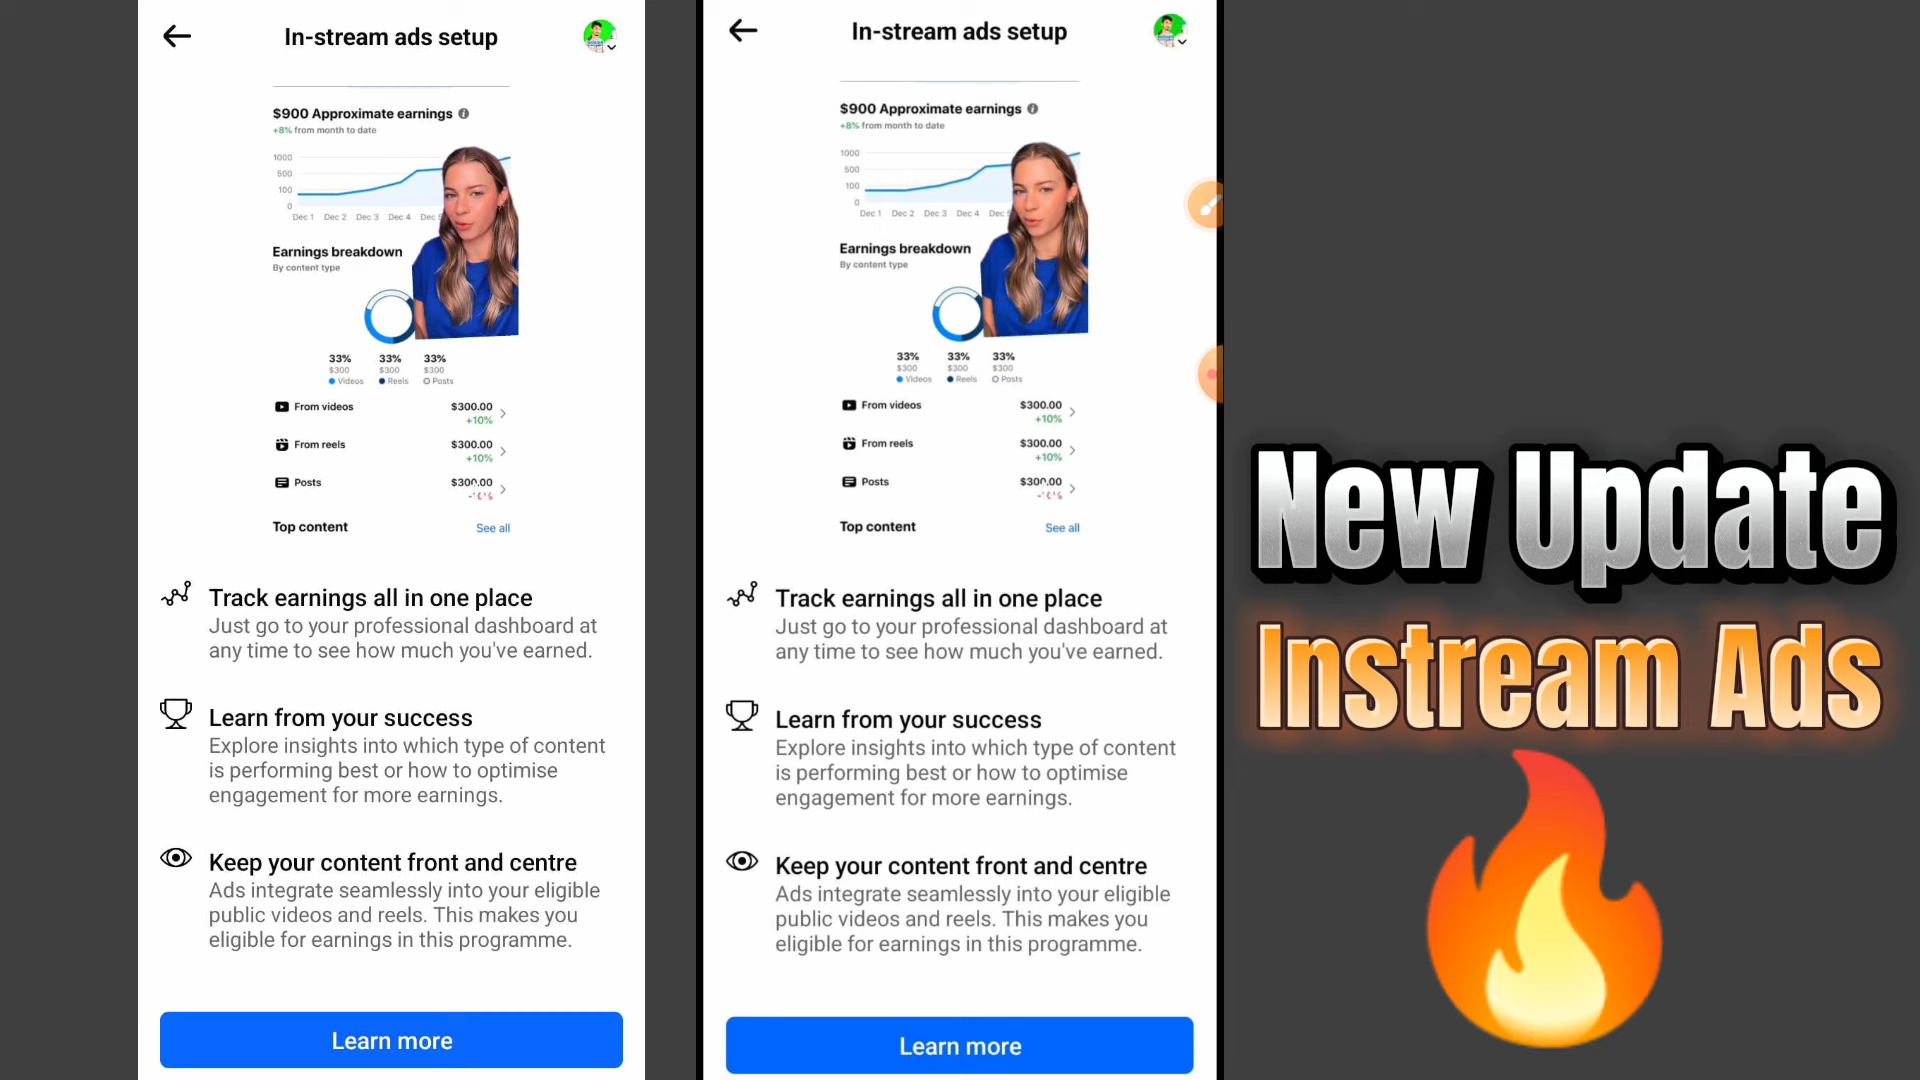 In-stream ads setup
$900 Approximate earnings
+8% from month to date
1000
500
100
0
Dec 1 Dec 2 Dec 3 Dec 4 Dec
Earnings breakdown
By content type
33% 33% 33%
$300 $300 $300
Videos Reels Posts
From videos $300.00
+10%
From reels $300.00
+10%
Posts $300.00
Top content See all
Track earnings all in one place
Just go to your professional dashboard at
any time to see how much you've earned.
Learn from your success
Explore insights into which type of content
is performing best or how to optimise
engagement for more earnings.
Keep your content front and centre
Ads integrate seamlessly into your eligible
public videos and reels. This makes you
eligible for earnings in this programme.
Learn more
In-stream ads setup
$900 Approximate earnings
+8% from month to date
1000
500
100
0
Dec 1 Dec 2 Dec 3 Dec 4 Dec
Earnings breakdown
By content type
33% 33% 33%
$300 $300 $300
Videos Reels Posts
From videos $300.00
+10%
From reels $300.00
+10%
Posts $300.00
Top content See all
Track earnings all in one place
Just go to your professional dashboard at
any time to see how much you've earned.
Learn from your success
Explore insights into which type of content
is performing best or how to optimise
engagement for more earnings.
Keep your content front and centre
Ads integrate seamlessly into your eligible
public videos and reels. This makes you
eligible for earnings in this programme.
Learn more
New Update
Instream Ads